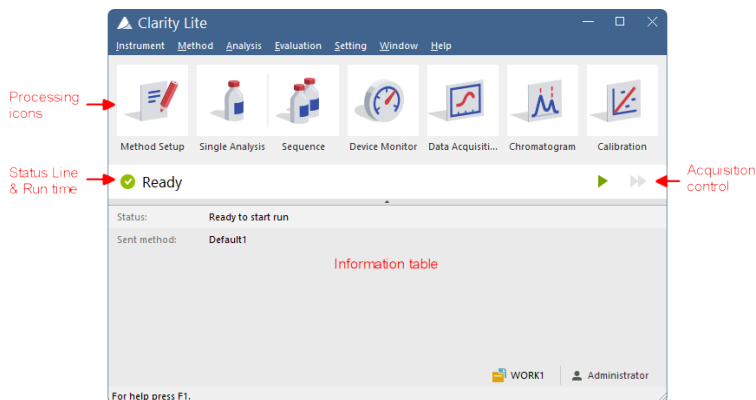 Clarity Lite
Instrument Method Analysis Evaluation Setting Window Help
Processing
icons
Method Setup Single Analysis Sequence Device Monitor Data Acquisiti... Chromatogram Calibration
Status Line
& Run time
Ready
Acquisition
control
Status: Ready to start run
Sent method: Default1
Information table
WORK1 Administrator
For help press F1.